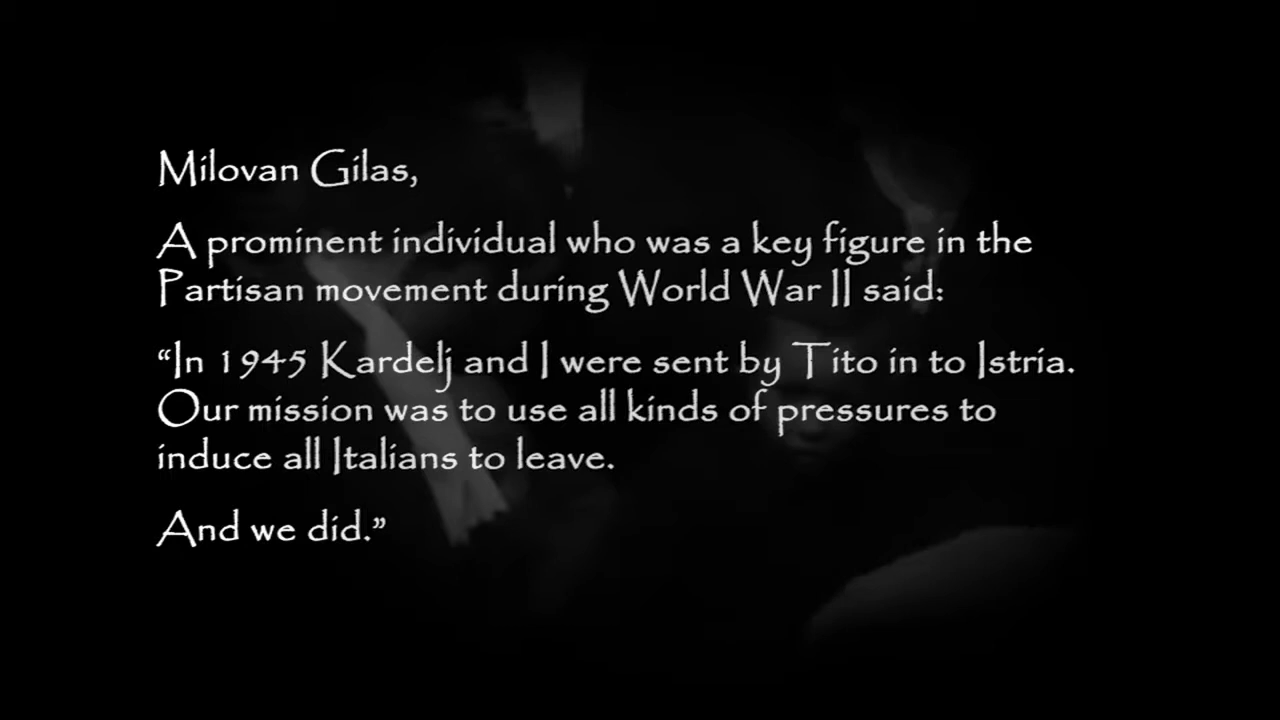 Milovan Gilas,
A prominent individual who was a key figure in the
Partisan movement during World War II said:
“In 1945 Kardelj and I were sent by Tito in to Istria.
Our mission was to use all kinds of pressures to
induce all Italians to leave.
And we did.”